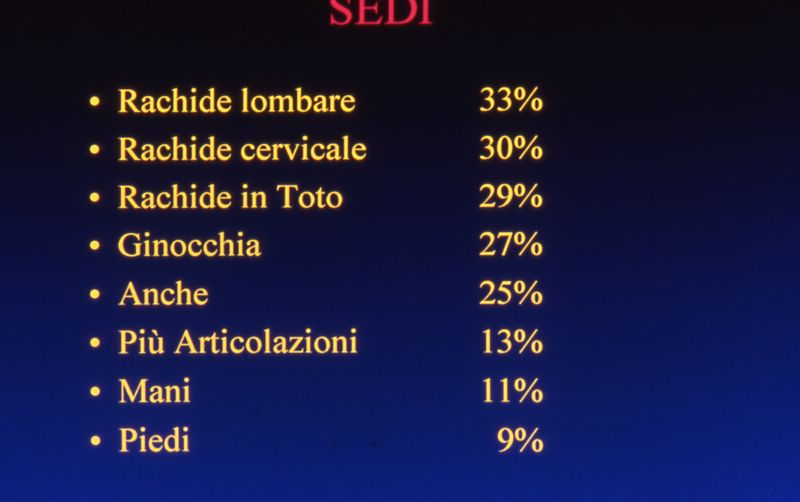 SEDI
• Rachide lombare 33%
• Rachide cervicale 30%
• Rachide in Toto 29%
• Ginocchia 27%
• Anche 25%
• Più Articolazioni 13%
• Mani 11%
• Piedi 9%